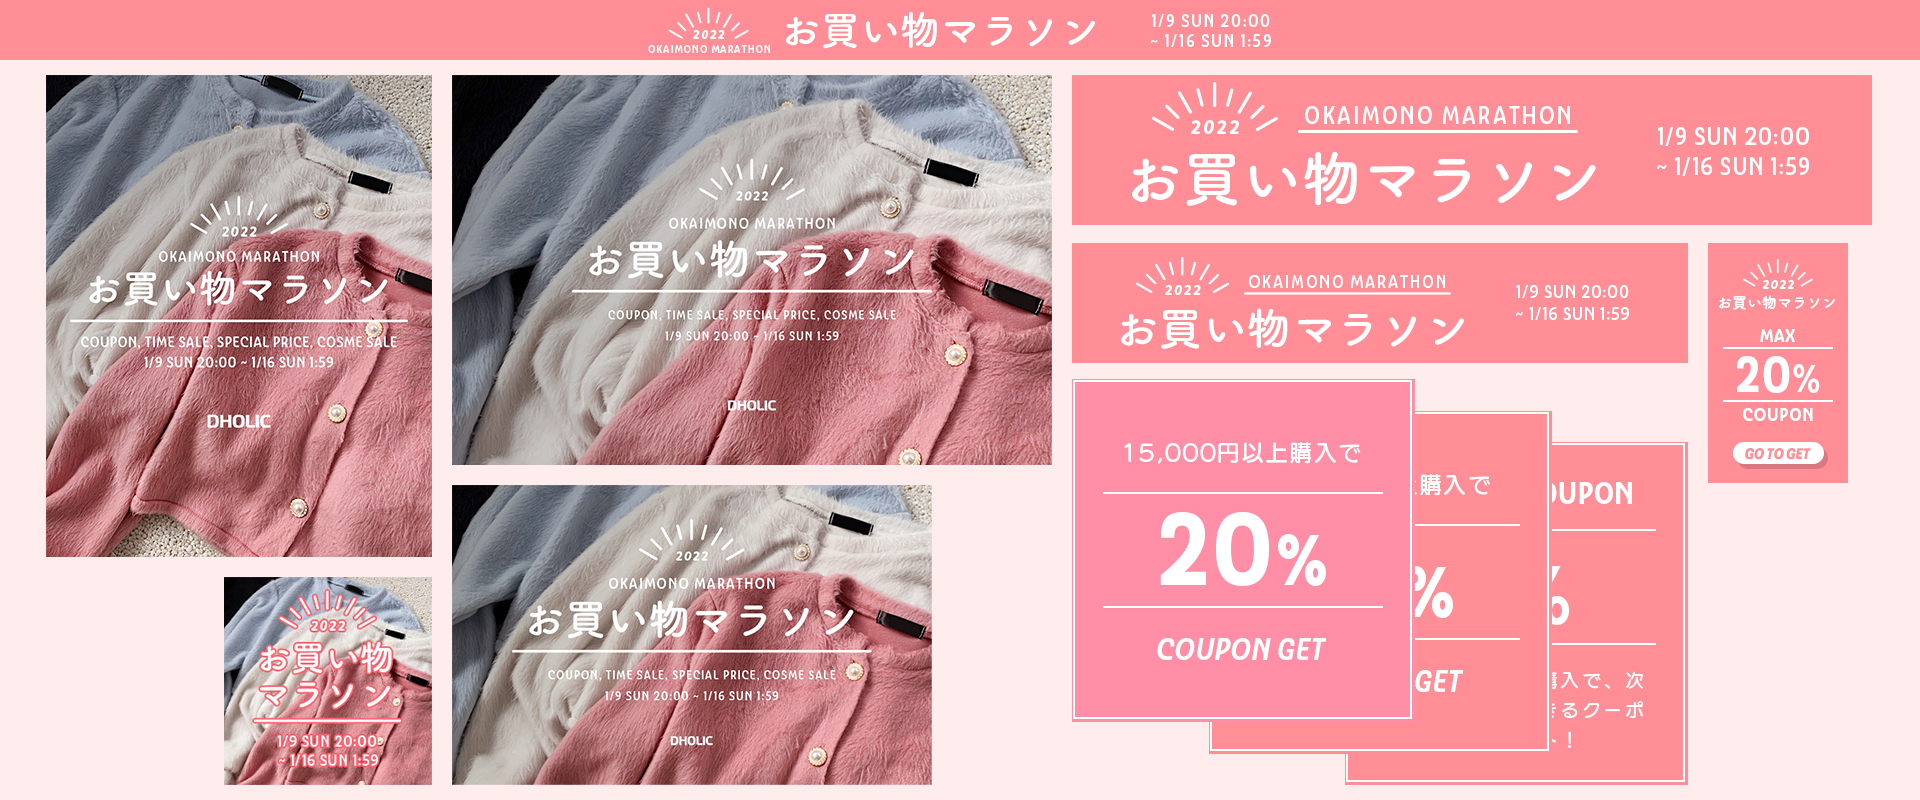 2022
OKAIMONO MARATHON
お買い物マラソン
1/9 SUN 20:00
~ 1/16 SUN 1:59
2022
OKAIMONO MARATHON
お買い物マラソン
COUPON, TIME SALE, SPECIAL PRICE, COSME SALE
1/9 SUN 20:00 ~ 1/16 SUN 1:59
DHOLIC
2022
お買い物
マラソン
1/9 SUN 20:00
~ 1/16 SUN 1:59
2022
OKAIMONO MARATHON
お買い物マラソン
COUPON, TIME SALE, SPECIAL PRICE, COSME SALE
1/9 SUN 20:00 ~ 1/16 SUN 1:59
DHOLIC
2022
OKAIMONO MARATHON
お買い物マラソン
COUPON, TIME SALE, SPECIAL PRICE, COSME SALE
1/9 SUN 20:00 ~ 1/16 SUN 1:59
DHOLIC
2022
OKAIMONO MARATHON
お買い物マラソン
1/9 SUN 20:00
~ 1/16 SUN 1:59
2022
OKAIMONO MARATHON
お買い物マラソン
1/9 SUN 20:00
~ 1/16 SUN 1:59
2022
お買い物マラソン
MAX
20%
COUPON
GO TO GET
15,000円以上購入で
20%
COUPON GET
購入で
%
GET
UPON
%
入で、次
るクーポ
!